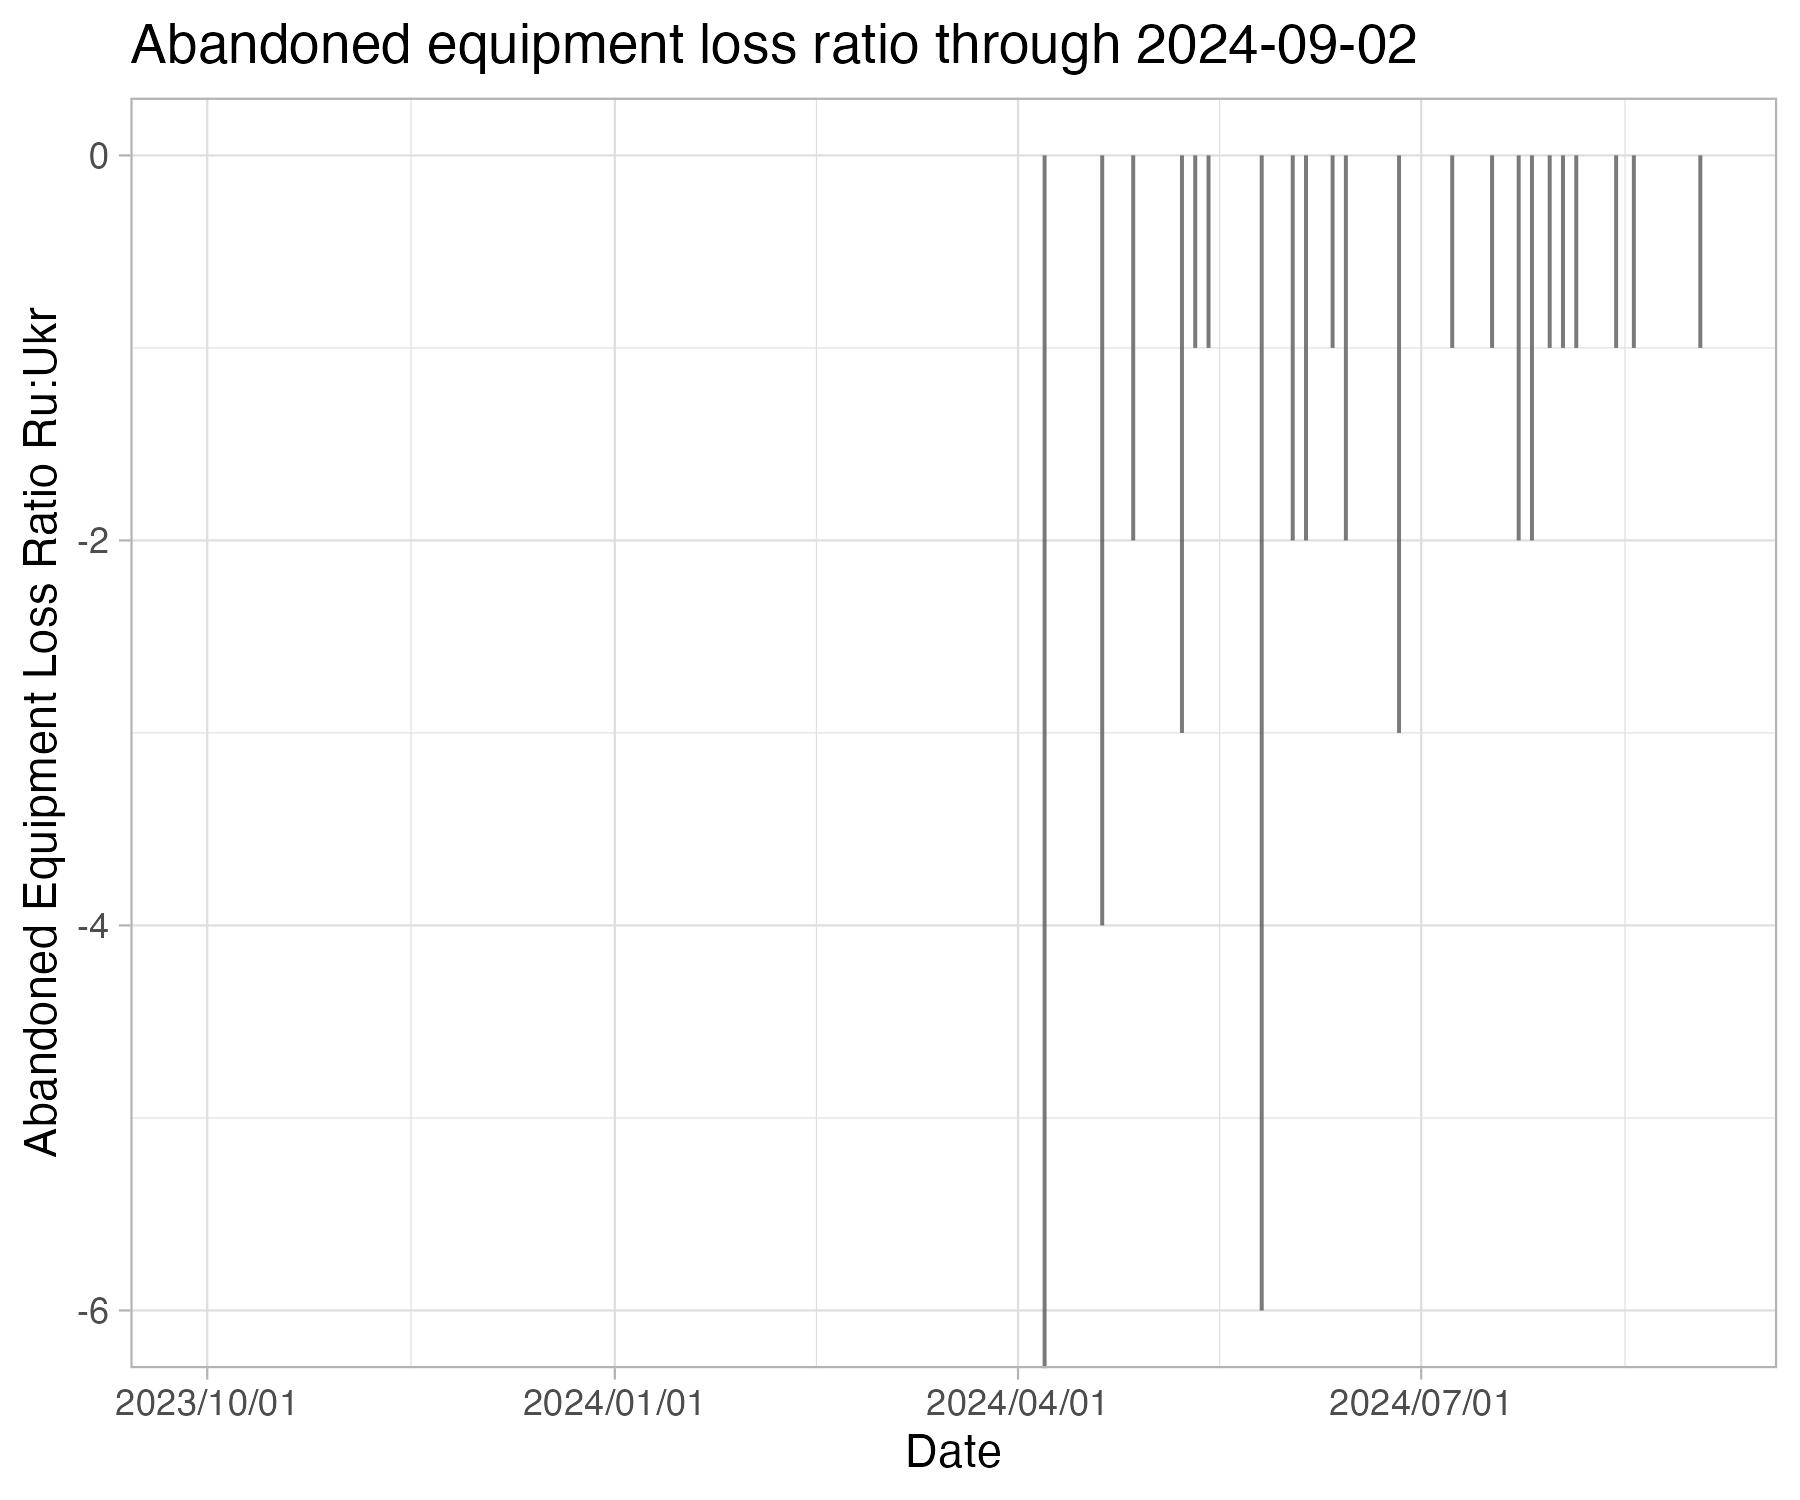 Abandoned equipment loss ratio through 2024-09-02
Abandoned Equipment Loss Ratio Ru:Ukr
0
-2
-4
-6
2023/10/01
2024/01/01
2024/04/01
2024/07/01
Date